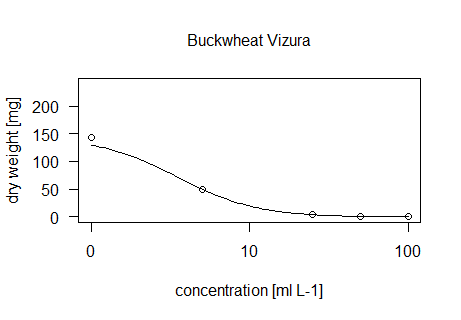 Buckwheat Vizura
dry weight [mg]
200
150
100
50
0
0 10 100
concentration [ml L-1]